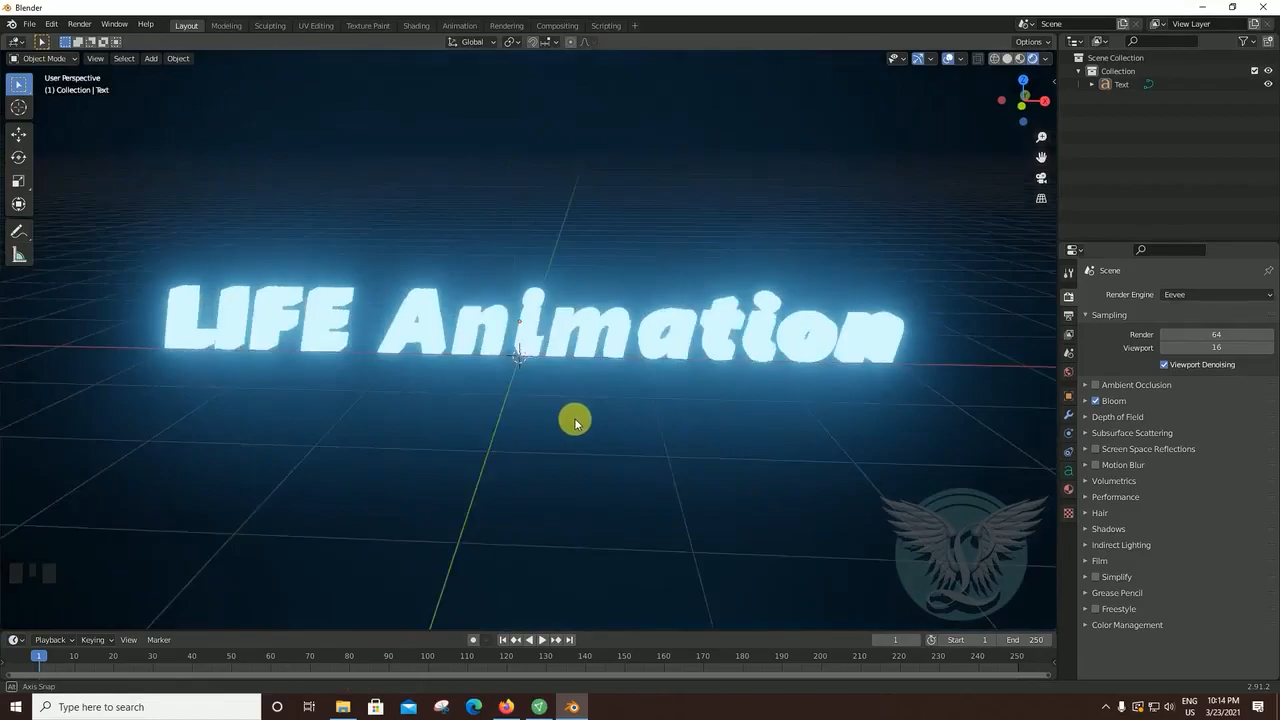 Blender
File Edit Render Window Help
Layout Modeling Sculpting UV Editing Texture Paint Shading Animation Rendering Compositing Scripting +
Scene
View Layer
Global
Options
Object Mode View Select Add Object
User Perspective
(1) Collection | Text
X
Z
Scene Collection
Collection
Text
LIFE Animation
Scene
Render Engine Eevee
Sampling
Render 64
Viewport 16
Viewport Denoising
Ambient Occlusion
Bloom
Depth of Field
Subsurface Scattering
Screen Space Reflections
Motion Blur
Volumetrics
Performance
Hair
Shadows
Indirect Lighting
Film
Simplify
Grease Pencil
Freestyle
Color Management
Playback Keying View Marker
1 Start 1 End 250
1 10 20 30 40 50 60 70 80 90 100 110 120 130 140 150 160 170 180 190 200 210 220 230 240 250
Axis Snap
2.91.2
Type here to search
ENG
US
10:14 PM
3/23/2021